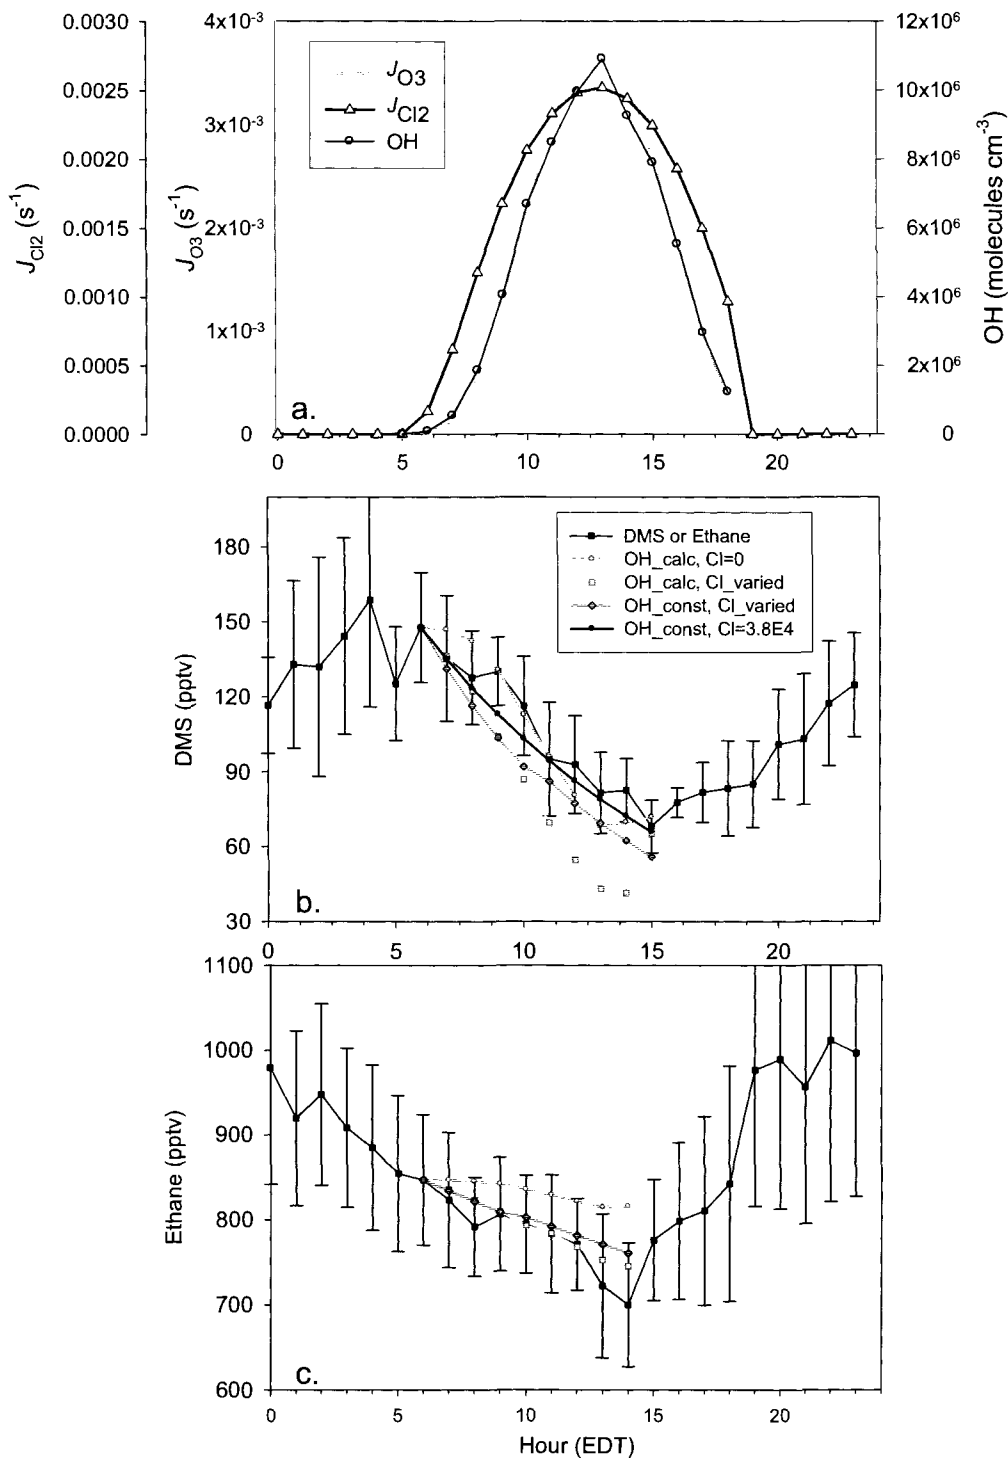 0.0030
0.0025
0.0020
0.0015
0.0010
0.0005
0.0000
J_Cl2 (s⁻¹)
4x10⁻³
3x10⁻³
2x10⁻³
1x10⁻³
0
J_O3 (s⁻¹)
J_O3
J_Cl2
OH
12x10⁶
10x10⁶
8x10⁶
6x10⁶
4x10⁶
2x10⁶
0
OH (molecules cm⁻³)
a.
0 5 10 15 20
180
150
120
90
60
30
DMS (pptv)
DMS or Ethane
OH_calc, Cl=0
OH_calc, Cl_varied
OH_const, Cl_varied
OH_const, Cl=3.8E4
b.
0 5 10 15 20
1100
1000
900
800
700
600
Ethane (pptv)
c.
0 5 10 15 20
Hour (EDT)